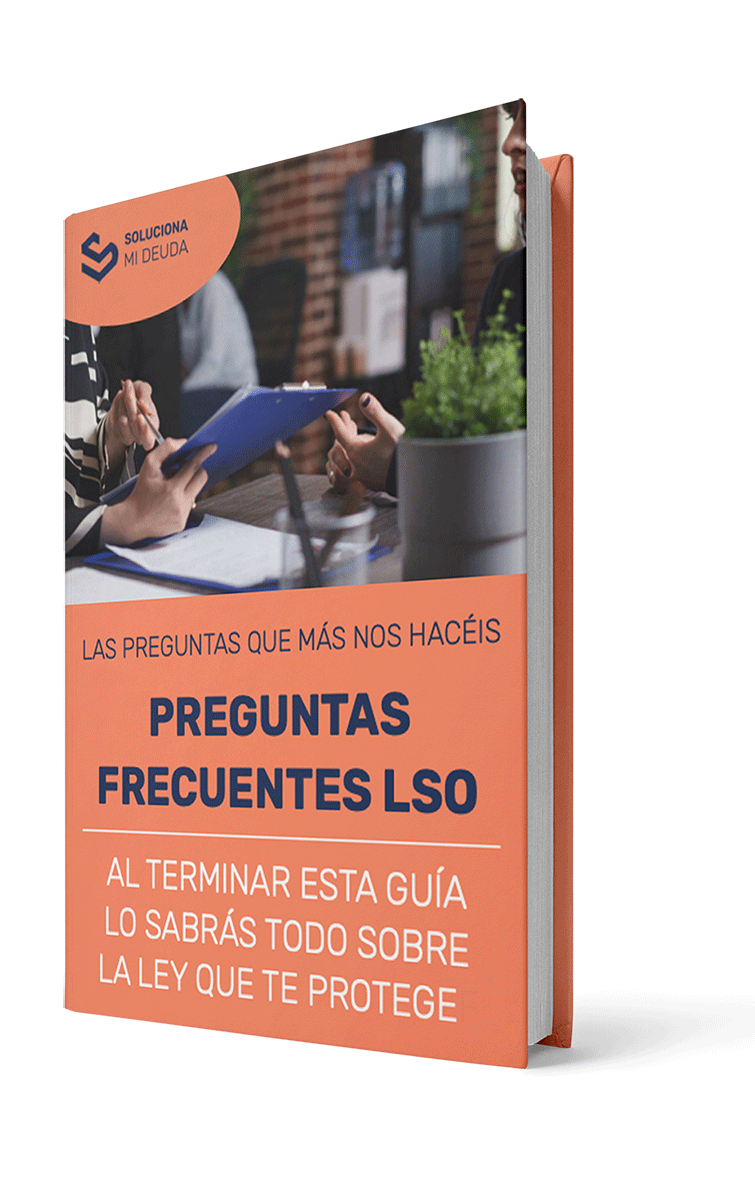 SOLUCIONA
MI DEUDA
LAS PREGUNTAS QUE MÁS NOS HACÉIS
PREGUNTAS
FRECUENTES LSO
AL TERMINAR ESTA GUÍA
LO SABRÁS TODO SOBRE
LA LEY QUE TE PROTEGE